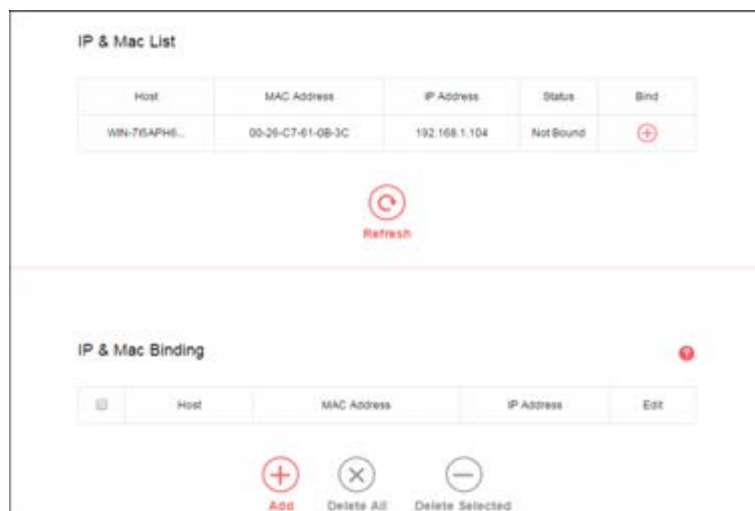 IP & Mac List
Host MAC Address IP Address Status Bind
WIN-7I5APH6... 00-26-C7-61-0B-3C 192.168.1.104 Not Bound
Refresh
IP & Mac Binding
?
Host MAC Address IP Address Edit
Add Delete All Delete Selected